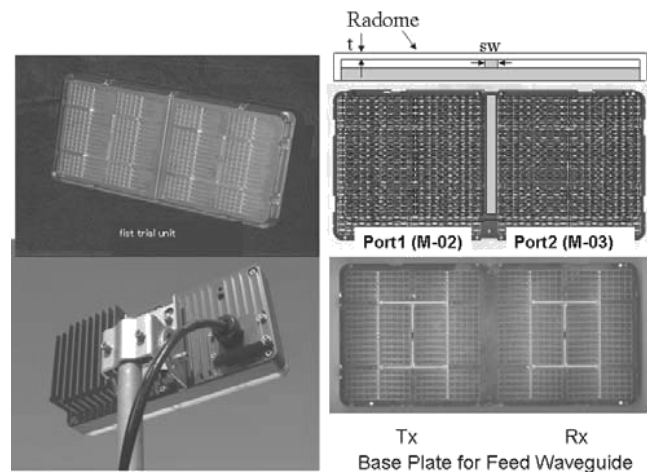 Radome
t
sw
fist trial unit
Port1 (M-02)
Port2 (M-03)
Tx
Rx
Base Plate for Feed Waveguide